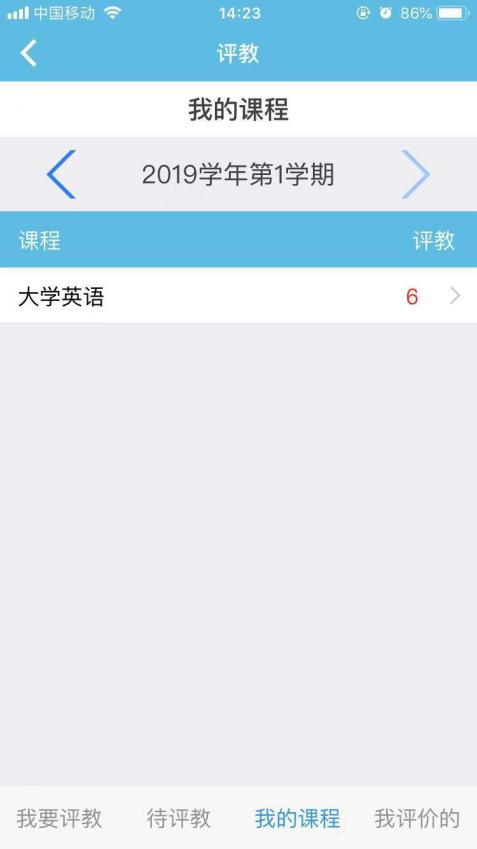 中国移动 14:23 86%
评教
我的课程
2019学年第1学期
课程 评教
大学英语 6
我要评教 待评教 我的课程 我评价的